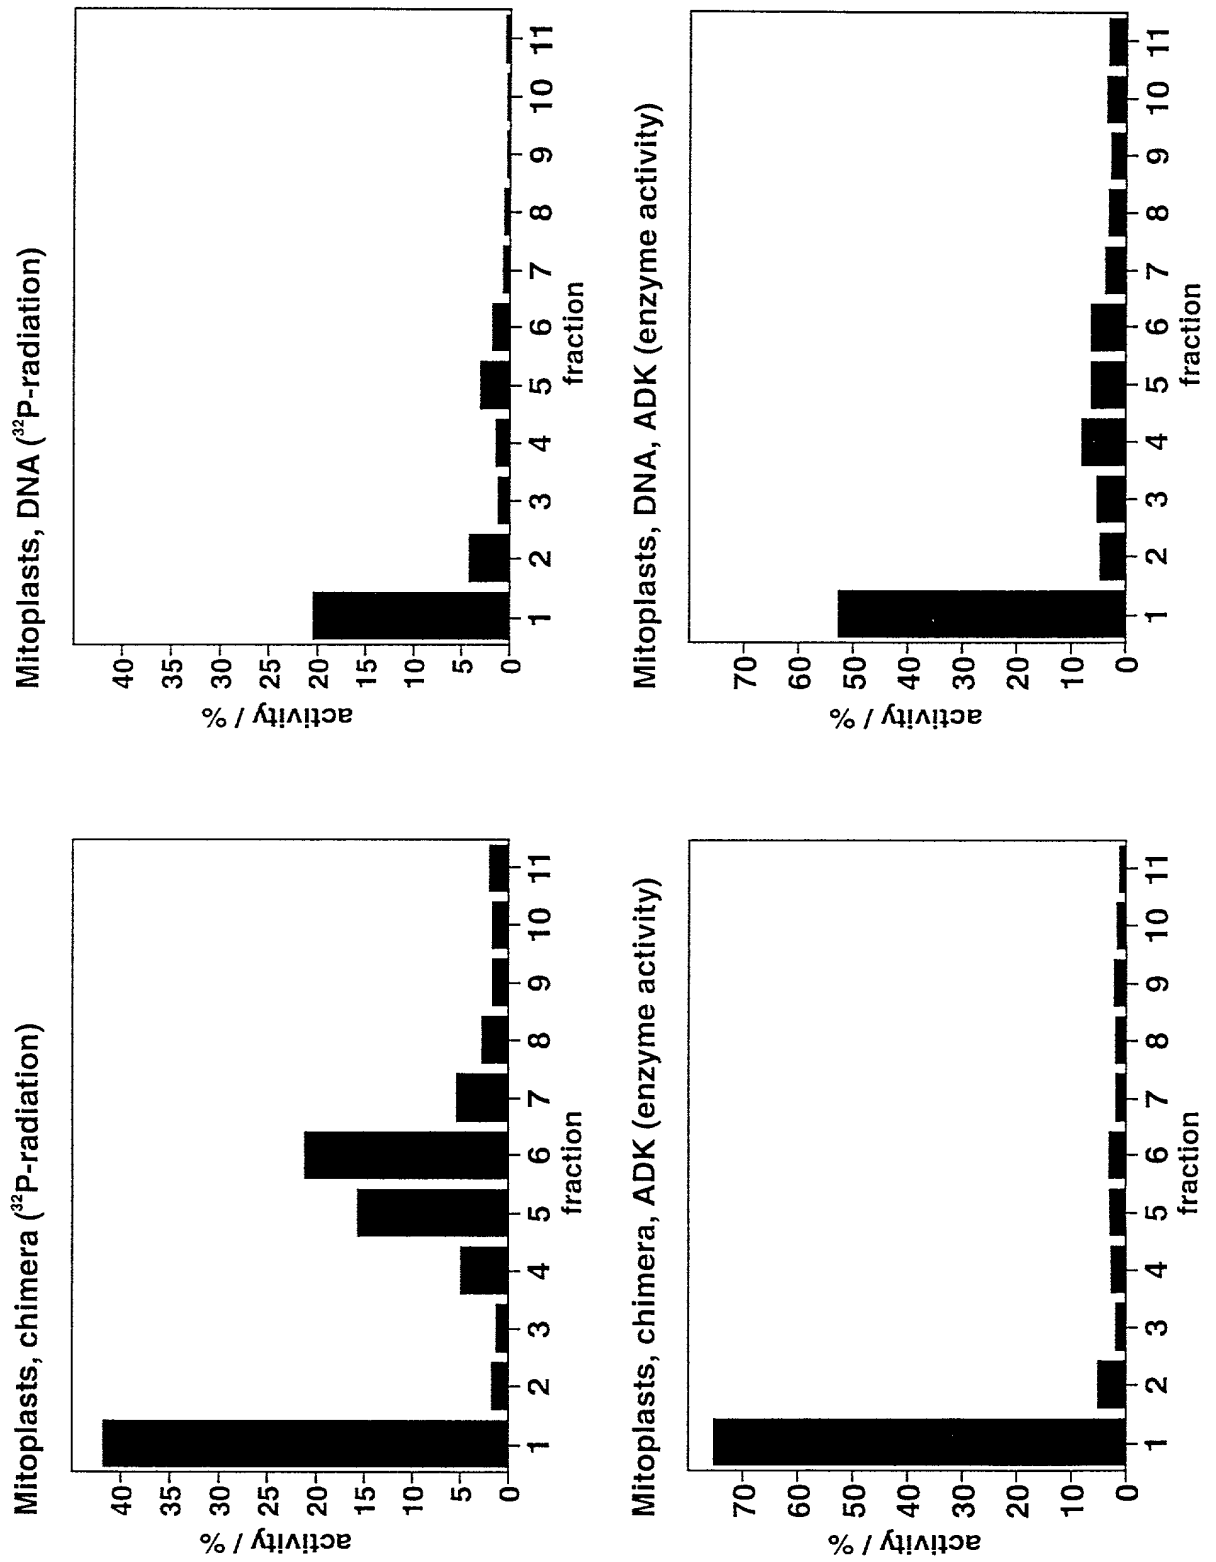 Mitoplasts, chimera (³²P-radiation)
activity / %
40
35
30
25
20
15
10
5
0
1 2 3 4 5 6 7 8 9 10 11
fraction
Mitoplasts, DNA (³²P-radiation)
activity / %
40
35
30
25
20
15
10
5
0
1 2 3 4 5 6 7 8 9 10 11
fraction
Mitoplasts, chimera, ADK (enzyme activity)
activity / %
70
60
50
40
30
20
10
0
1 2 3 4 5 6 7 8 9 10 11
fraction
Mitoplasts, DNA, ADK (enzyme activity)
activity / %
70
60
50
40
30
20
10
0
1 2 3 4 5 6 7 8 9 10 11
fraction